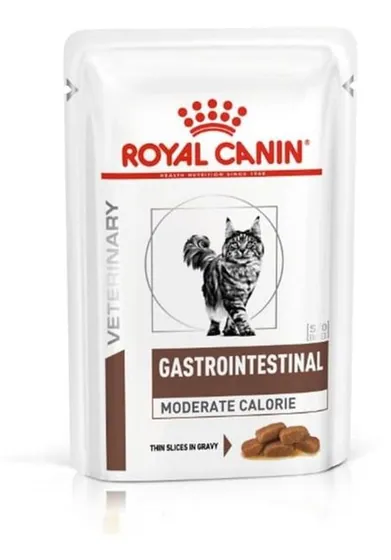 ROYAL CANIN
HEALTH NUTRITION SINCE 1968
VETERINARY
GASTROINTESTINAL
MODERATE CALORIE
THIN SLICES IN GRAVY